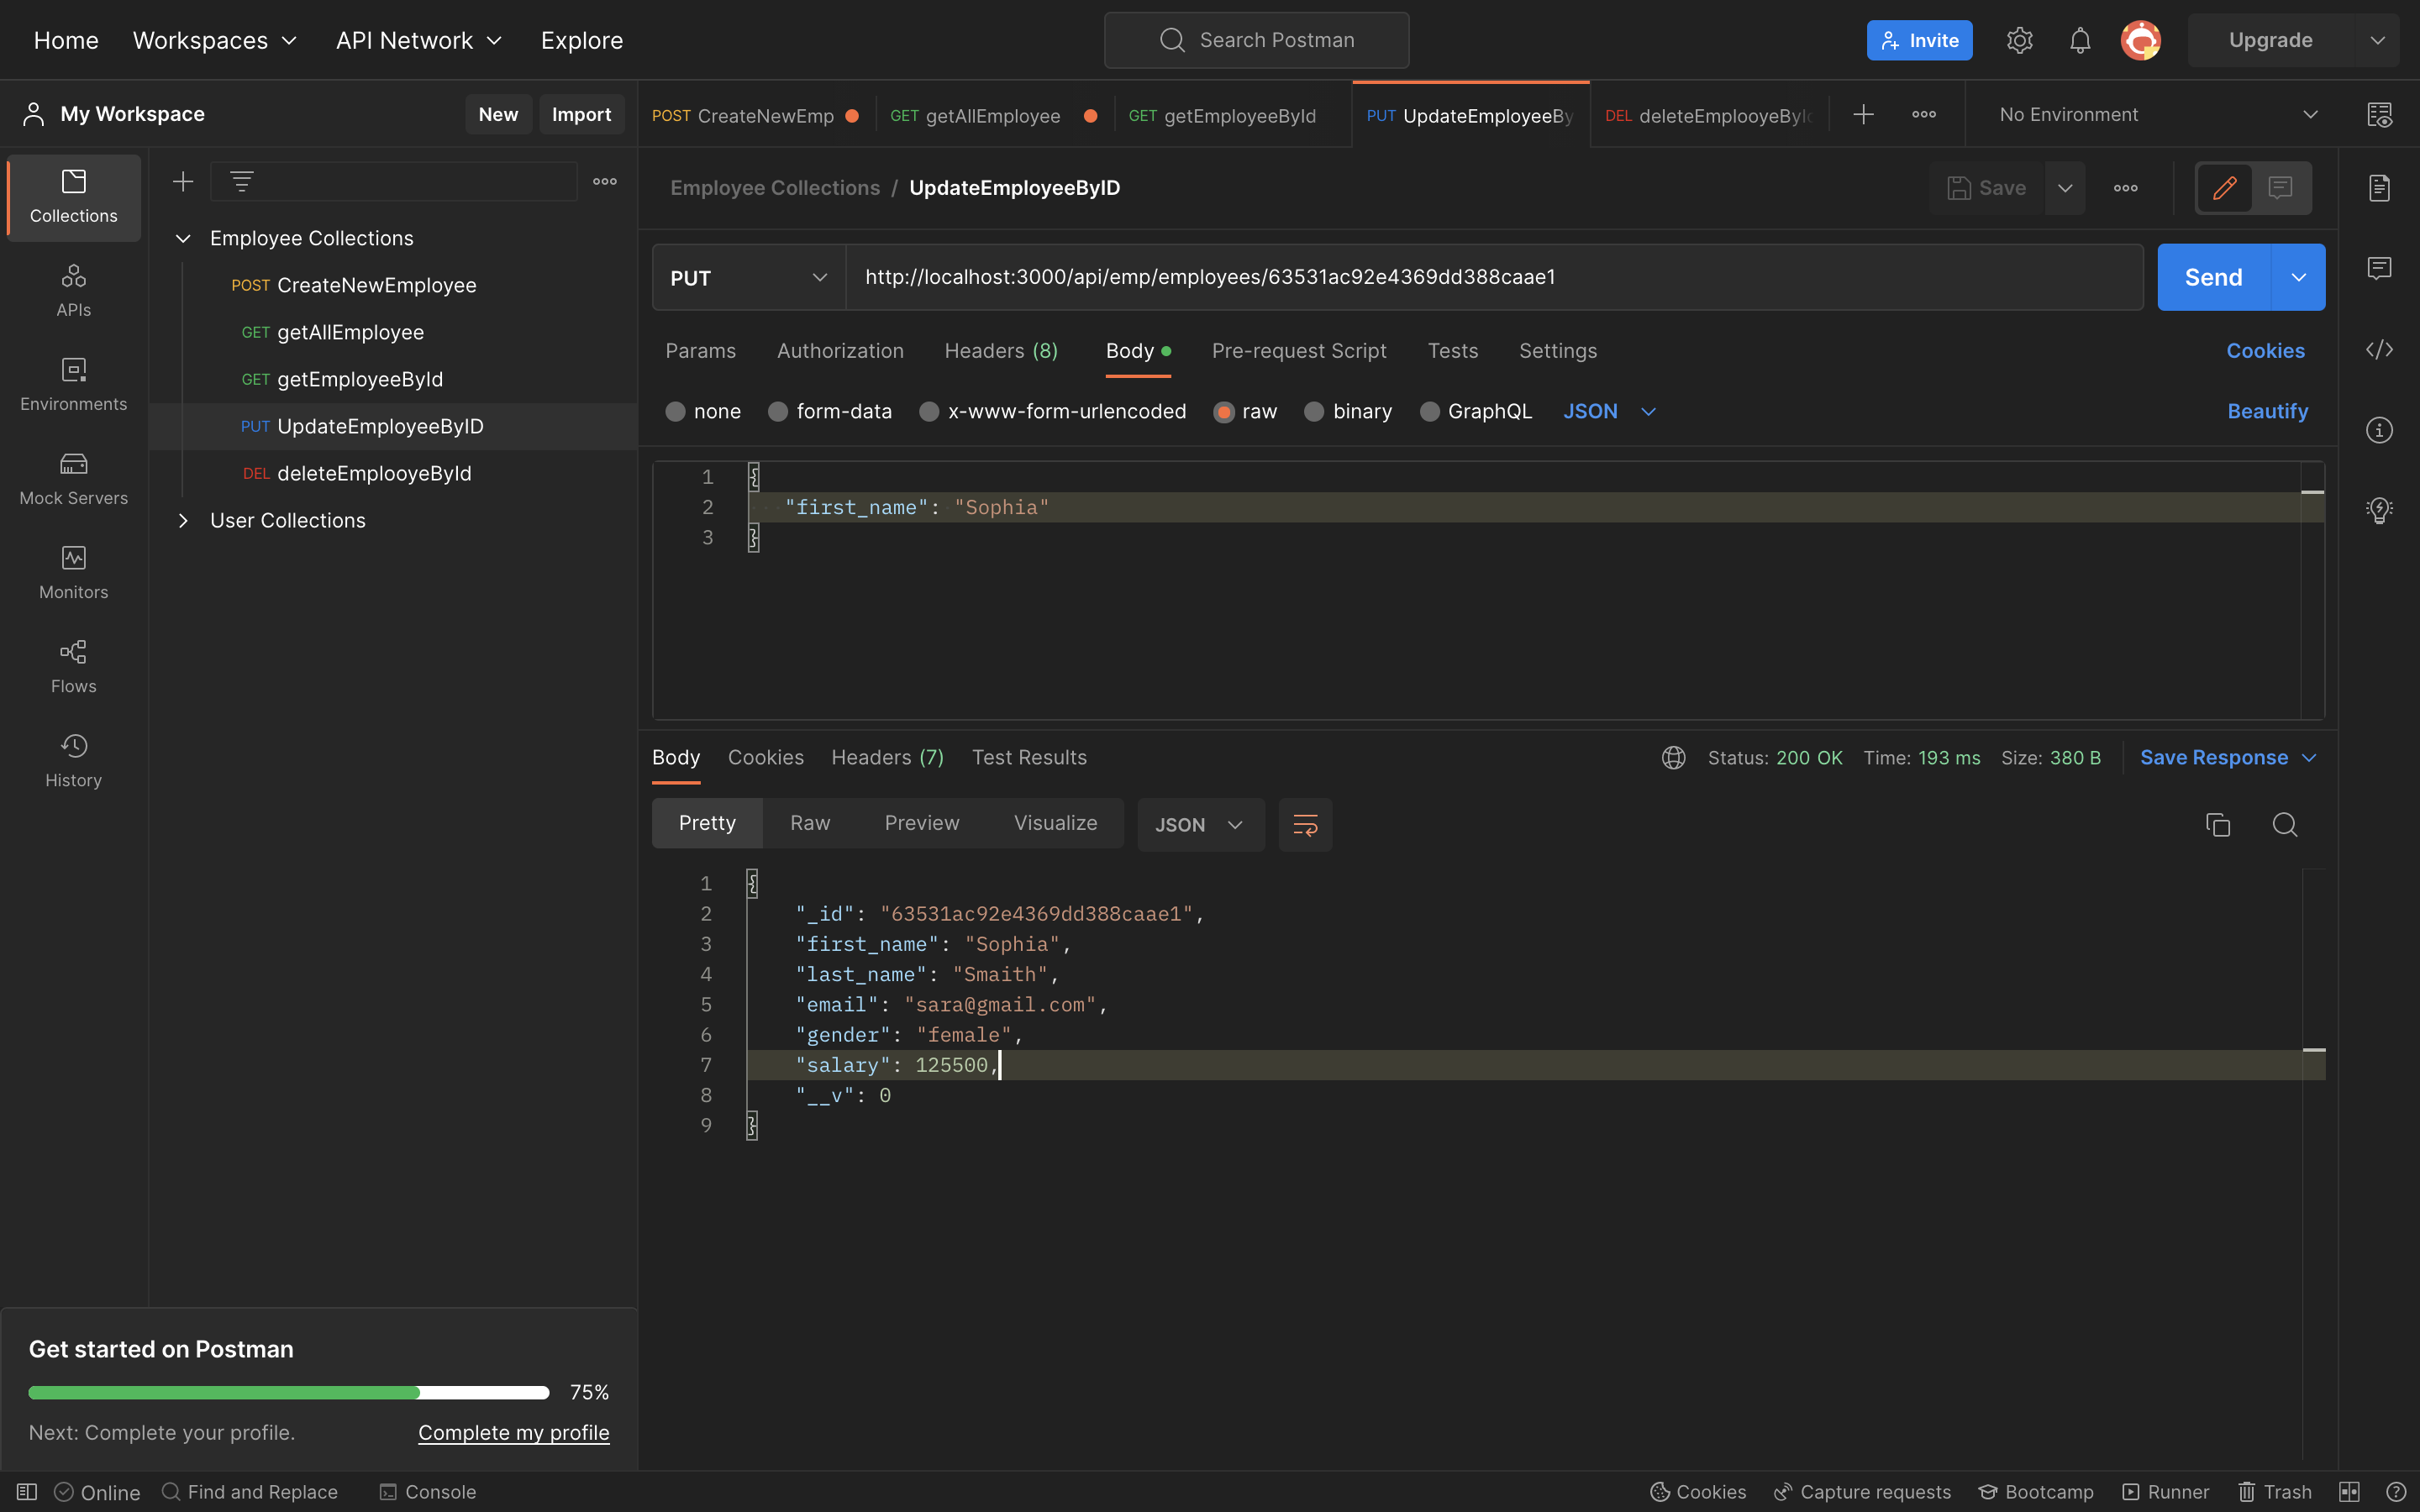 Home Workspaces API Network Explore Search Postman Invite Upgrade
My Workspace New Import
POST CreateNewEmp GET getAllEmployee GET getEmployeeById PUT UpdateEmployeeBy DEL deleteEmplooyeById No Environment
Collections
APIs
Environments
Mock Servers
Monitors
Flows
History
Employee Collections
POST CreateNewEmployee
GET getAllEmployee
GET getEmployeeById
PUT UpdateEmployeeByID
DEL deleteEmplooyeById
User Collections
Employee Collections / UpdateEmployeeByID Save
PUT http://localhost:3000/api/emp/employees/63531ac92e4369dd388caae1 Send
Params Authorization Headers (8) Body Pre-request Script Tests Settings Cookies
none form-data x-www-form-urlencoded raw binary GraphQL JSON Beautify
1 {
2 "first_name": "Sophia"
3 }
Body Cookies Headers (7) Test Results Status: 200 OK Time: 193 ms Size: 380 B Save Response
Pretty Raw Preview Visualize JSON
1 {
2 "_id": "63531ac92e4369dd388caae1",
3 "first_name": "Sophia",
4 "last_name": "Smaith",
5 "email": "sara@gmail.com",
6 "gender": "female",
7 "salary": 125500,
8 "__v": 0
9 }
Get started on Postman
75%
Next: Complete your profile. Complete my profile
Online Find and Replace Console Cookies Capture requests Bootcamp Runner Trash